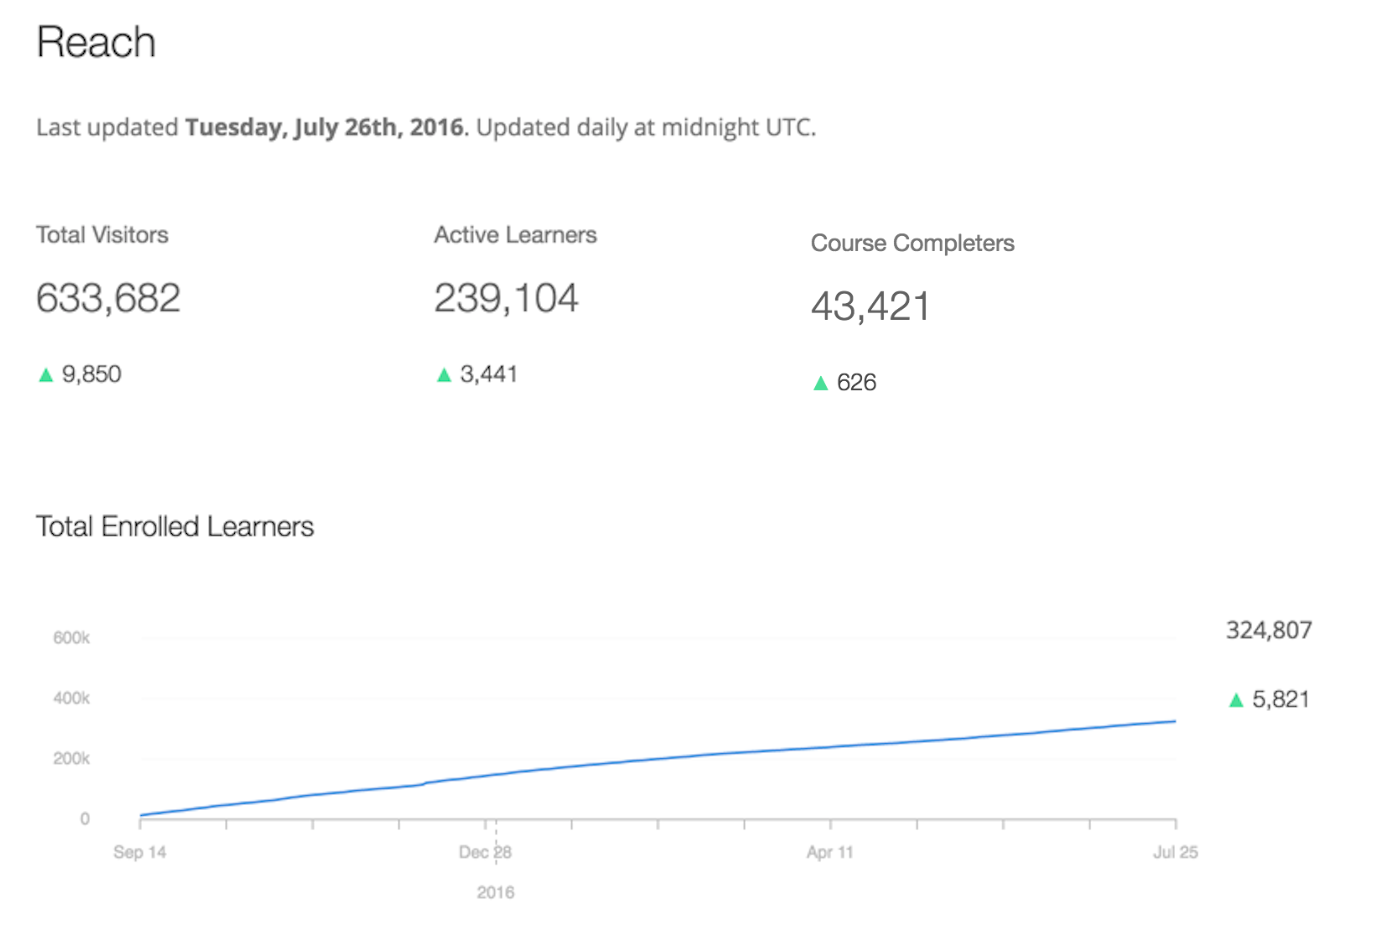 Reach
Last updated Tuesday, July 26th, 2016. Updated daily at midnight UTC.
Total Visitors
633,682
▲ 9,850
Active Learners
239,104
▲ 3,441
Course Completers
43,421
▲ 626
Total Enrolled Learners
600k
400k
200k
0
Sep 14
Dec 28
Apr 11
Jul 25
2016
324,807
▲ 5,821